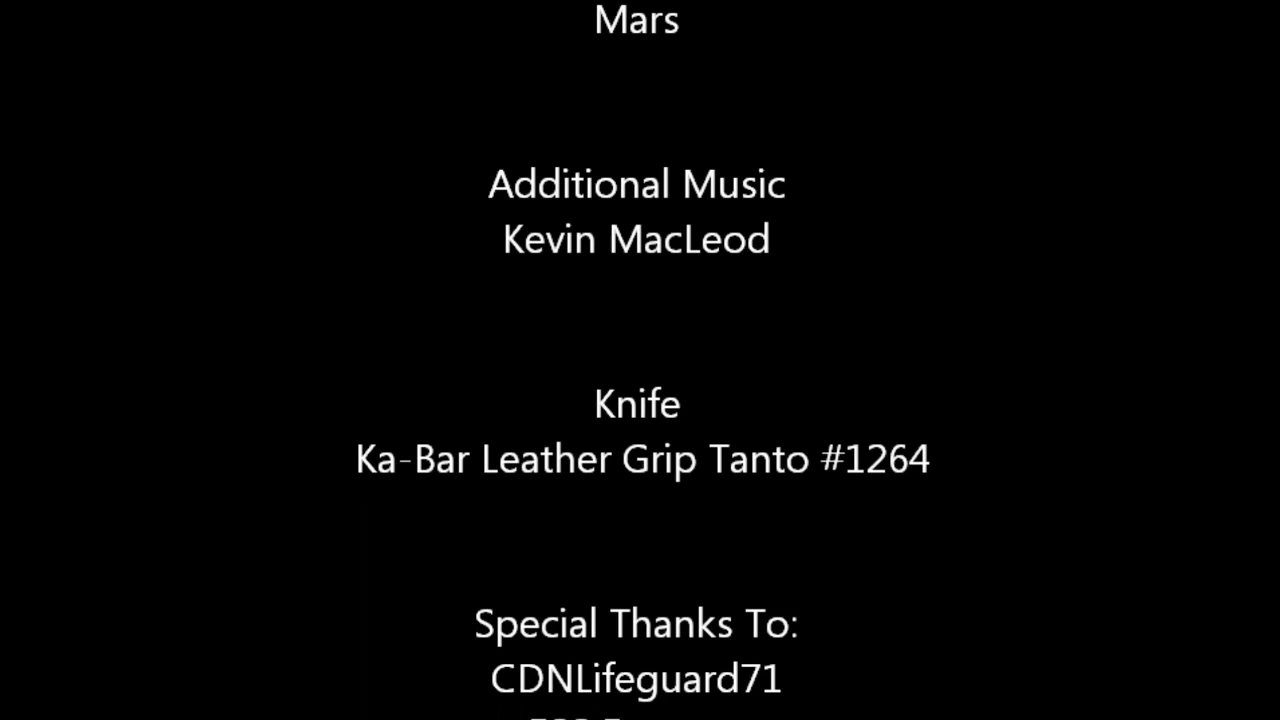 Mars
Additional Music
Kevin MacLeod
Knife
Ka-Bar Leather Grip Tanto #1264
Special Thanks To:
CDNLifeguard71